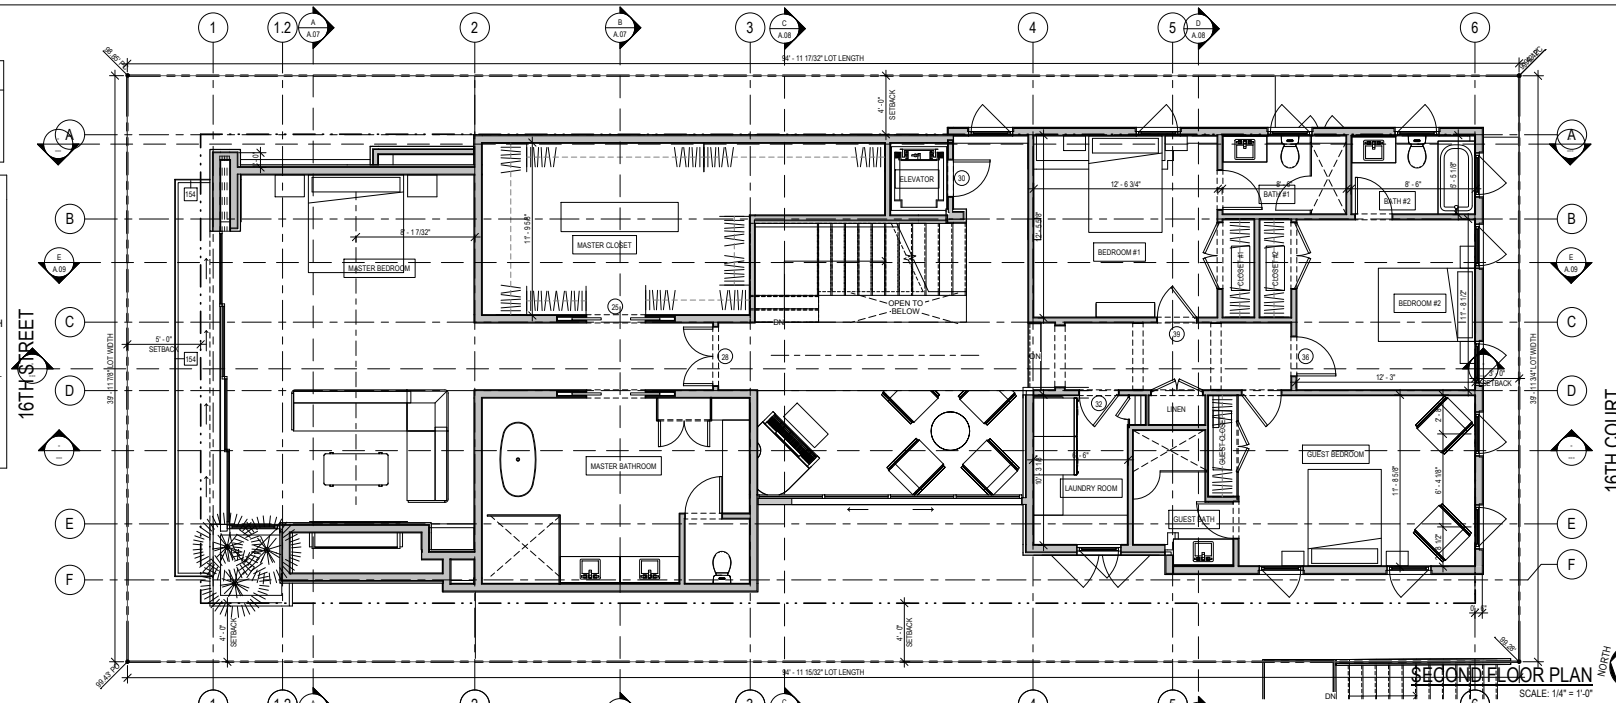 1
1.2
A
A.07
2
B
A.07
3
C
A.08
4
5
D
A.08
6
94' - 11 17/32" LOT LENGTH
4' - 0"
SETBACK
A
A
B
B
C
C
D
D
E
E
F
F
E
A.09
E
A.09
16TH STREET
16TH COURT
5' - 0"
SETBACK
39' - 11 7/8" LOT WIDTH
39' - 11 3/4" LOT WIDTH
154
154
8' - 1 7/32"
MASTER BEDROOM
11' - 9 5/8"
MASTER CLOSET
25
28
ELEVATOR
30
OPEN TO
BELOW
DN
12' - 6 3/4"
BEDROOM #1
BATH #1
8' - 6"
BATH #2
CLOSET #1
CLOSET #2
BEDROOM #2
11' - 8 1/2"
39
36
DN
12' - 3"
SETBACK
32
LINEN
MASTER BATHROOM
6' - 6"
LAUNDRY ROOM
GUEST CLOSET
GUEST BATH
GUEST BEDROOM
11' - 8 5/8"
6' - 4 1/8"
4' - 0"
SETBACK
4' - 0"
SETBACK
94' - 11 15/32" LOT LENGTH
DN
SECOND FLOOR PLAN
SCALE: 1/4" = 1'-0"
NORTH